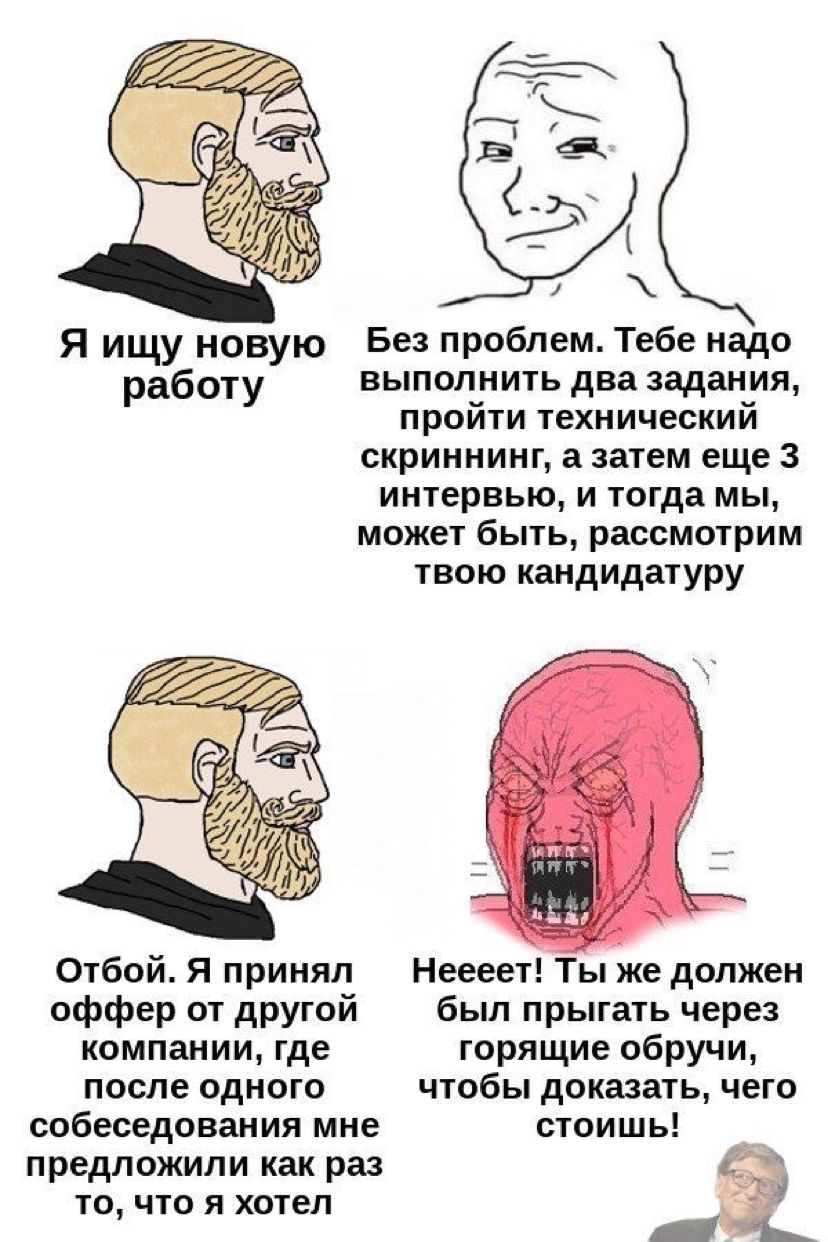 Я ищу новую
работу
Без проблем. Тебе надо
выполнить два задания,
пройти технический
скриннинг, а затем еще 3
интервью, и тогда мы,
может быть, рассмотрим
твою кандидатуру
Отбой. Я принял
оффер от другой
компании, где
после одного
собеседования мне
предложили как раз
то, что я хотел
Неееет! Ты же должен
был прыгать через
горящие обручи,
чтобы доказать, чего
стоишь!